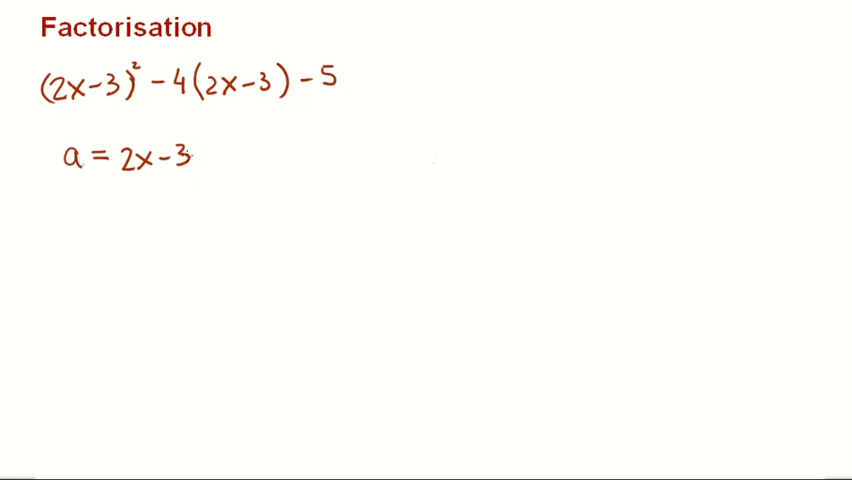 Factorisation
(2x-3)² - 4(2x-3) - 5
a = 2x-3